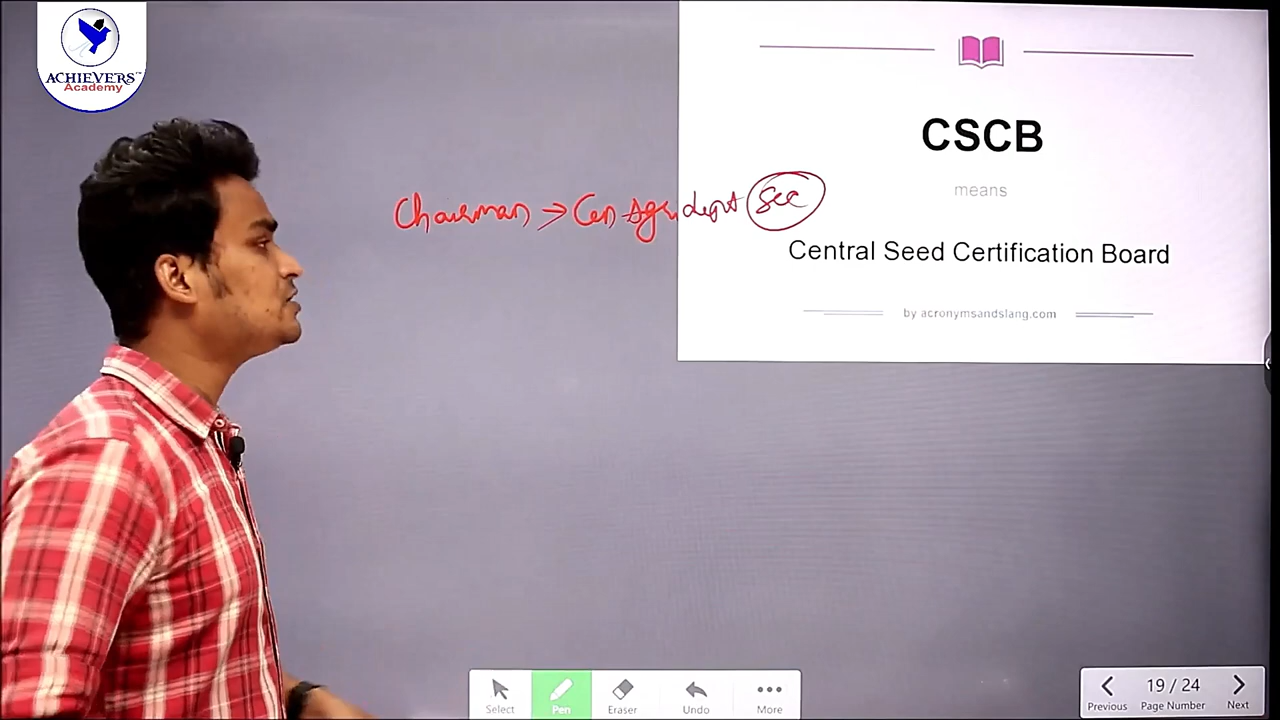 ACHIEVERS™
Academy
CSCB
means
Chairman → Cen Agri dept Sec
Central Seed Certification Board
by acronymsandslang.com
Select
Pen
Eraser
Undo
More
19 / 24
Previous
Page Number
Next